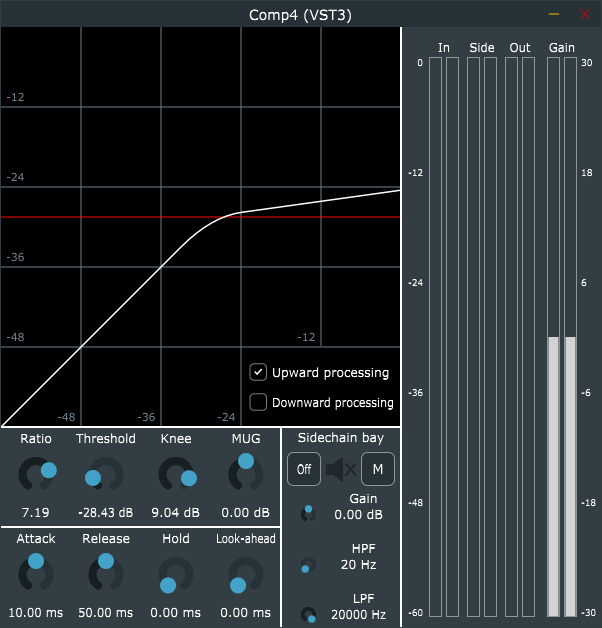 Comp4 (VST3)
In Side Out Gain
0 30
-12
-12 18
-24
-24 6
-36
-36 -6
-48 -12
Upward processing
Downward processing
-48 -36 -24
-48 -18
-60 -30
Ratio Threshold Knee MUG
7.19 -28.43 dB 9.04 dB 0.00 dB
Attack Release Hold Look-ahead
10.00 ms 50.00 ms 0.00 ms 0.00 ms
Sidechain bay
Off M
Gain
0.00 dB
HPF
20 Hz
LPF
20000 Hz